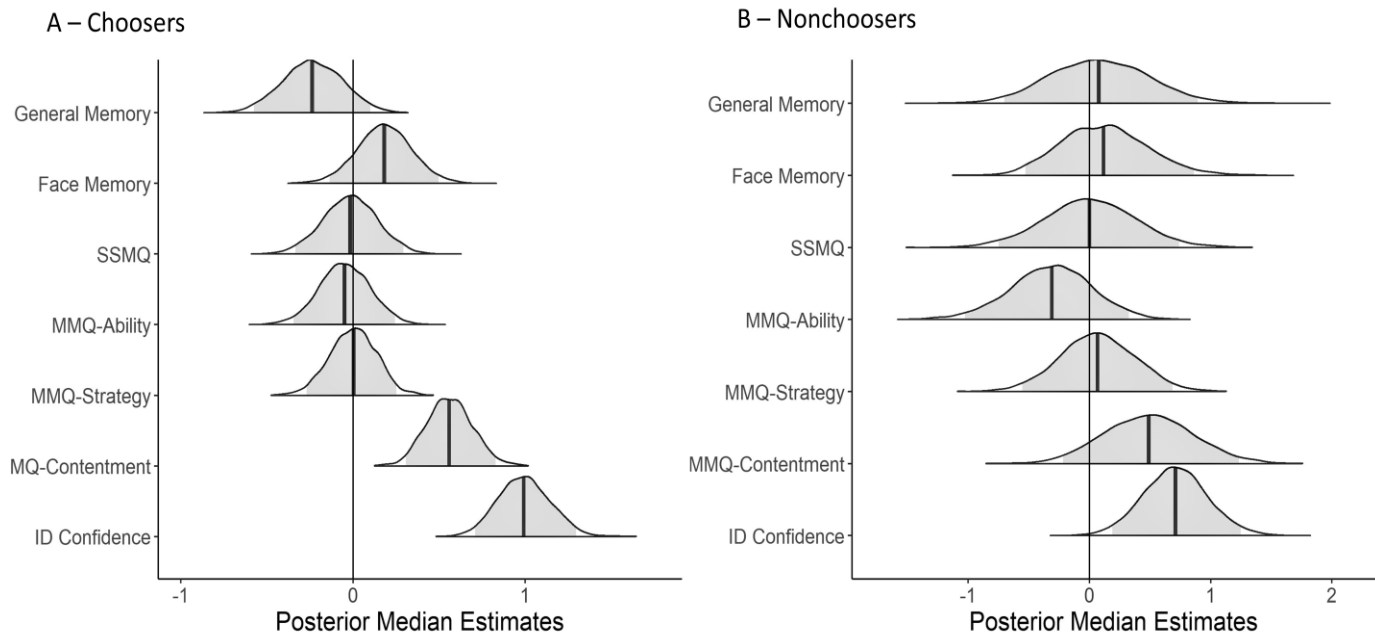 A – Choosers
General Memory
Face Memory
SSMQ
MMQ-Ability
MMQ-Strategy
MQ-Contentment
ID Confidence
-1 0 1
Posterior Median Estimates
B – Nonchoosers
General Memory
Face Memory
SSMQ
MMQ-Ability
MMQ-Strategy
MMQ-Contentment
ID Confidence
-1 0 1 2
Posterior Median Estimates